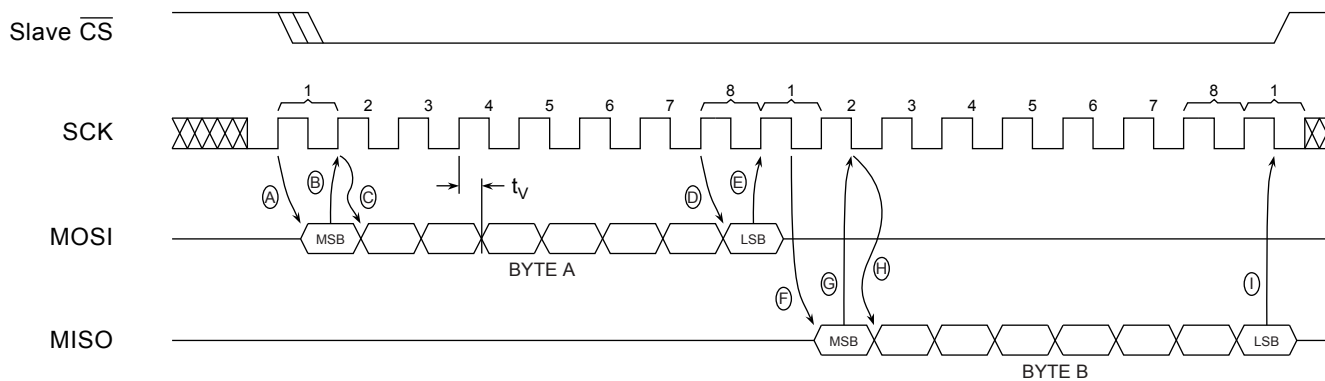 Slave CS
1 2 3 4 5 6 7 8 1 2 3 4 5 6 7 8 1
SCK
A B C t_V D E
MOSI MSB LSB
BYTE A
F G H I
MISO MSB LSB
BYTE B